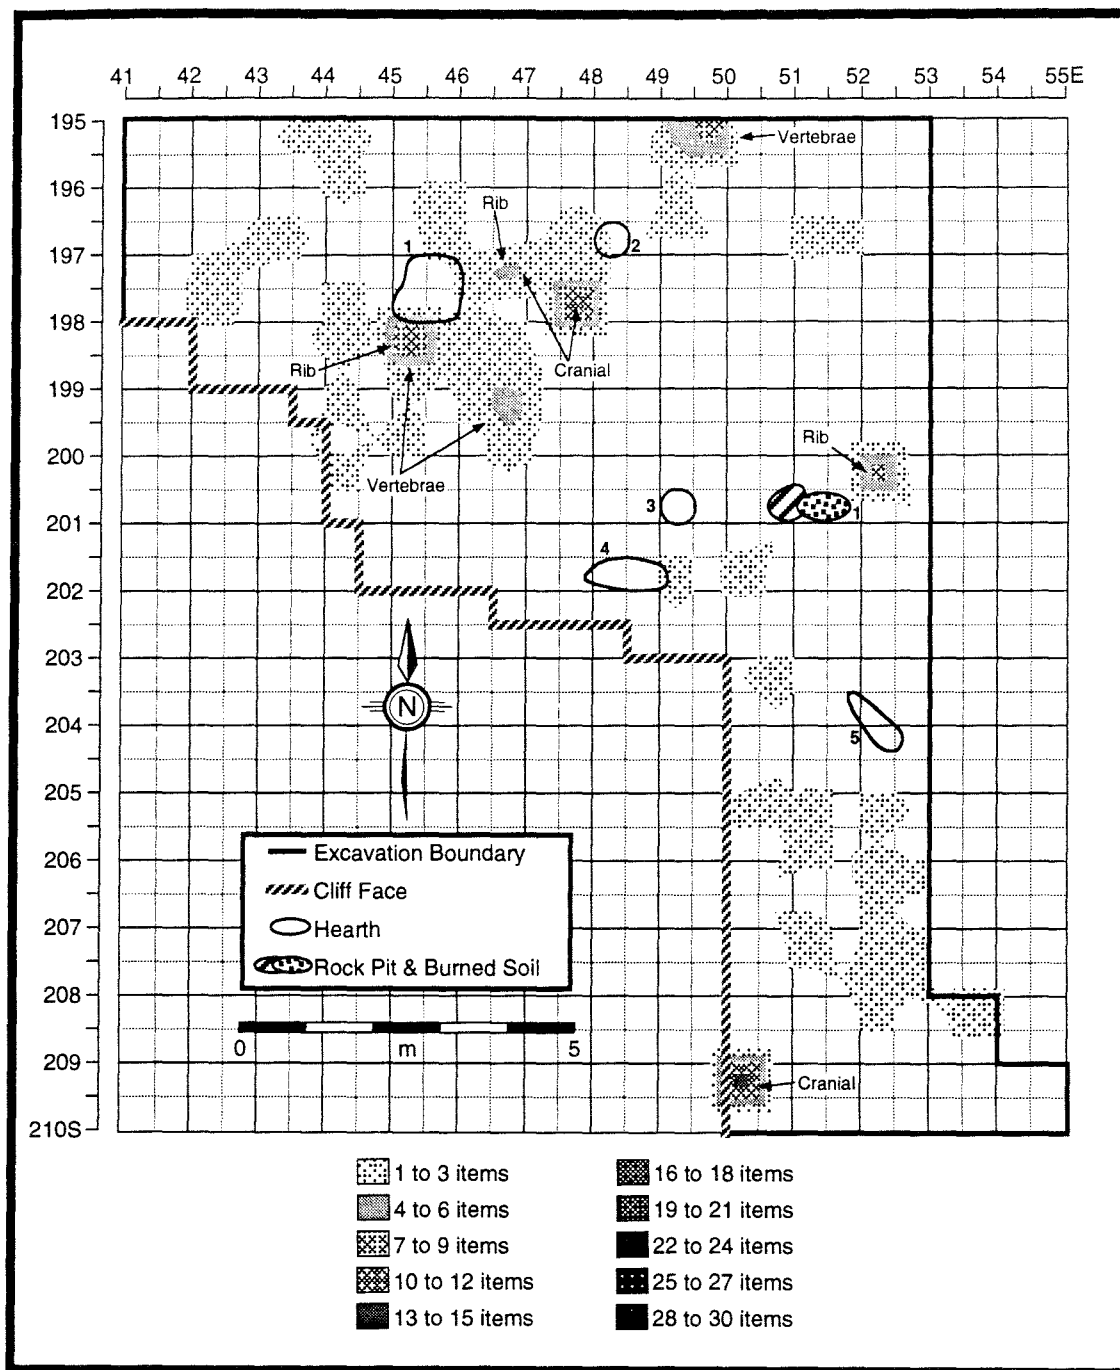 41 42 43 44 45 46 47 48 49 50 51 52 53 54 55E
195
Vertebrae
196
Rib
2
197
1
198
Rib
Cranial
199
Rib
200
Vertebrae
3
1
201
4
202
203
N
204
5
205
Excavation Boundary
206
Cliff Face
207
Hearth
Rock Pit & Burned Soil
208
0 m 5
209
Cranial
210S
1 to 3 items
4 to 6 items
7 to 9 items
10 to 12 items
13 to 15 items
16 to 18 items
19 to 21 items
22 to 24 items
25 to 27 items
28 to 30 items